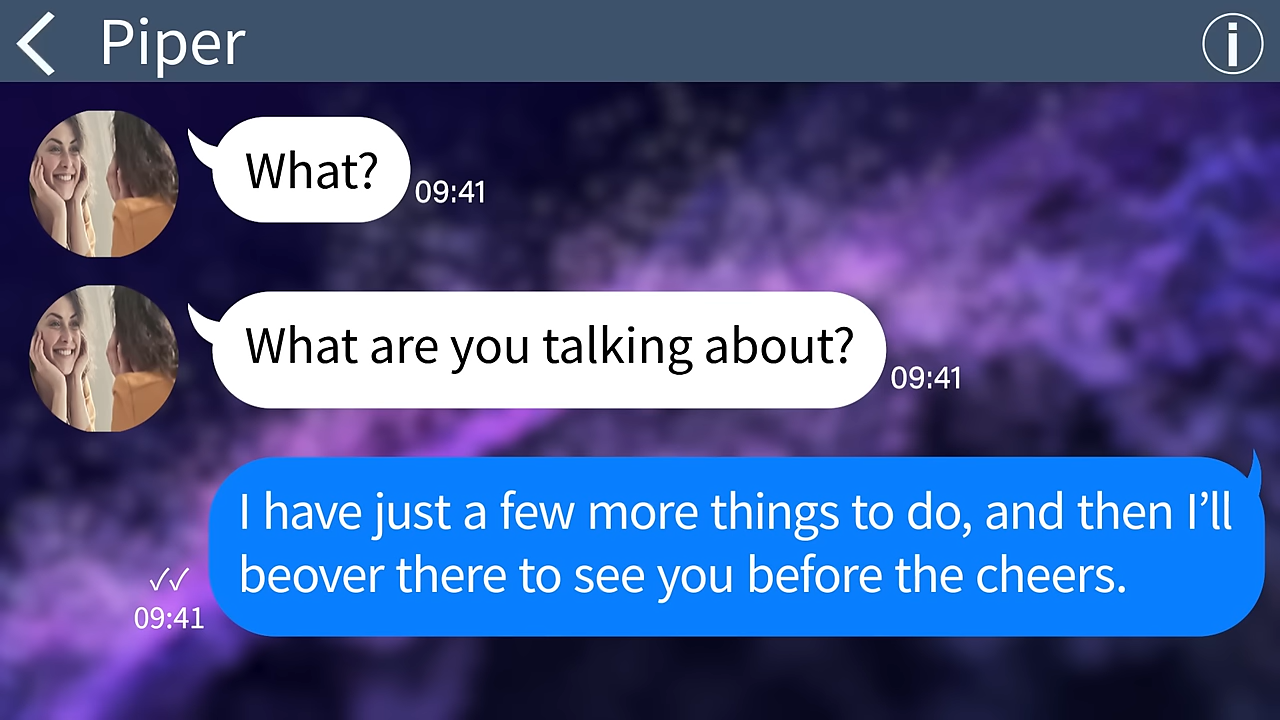 Piper
What?
09:41
What are you talking about?
09:41
I have just a few more things to do, and then I’ll
beover there to see you before the cheers.
09:41